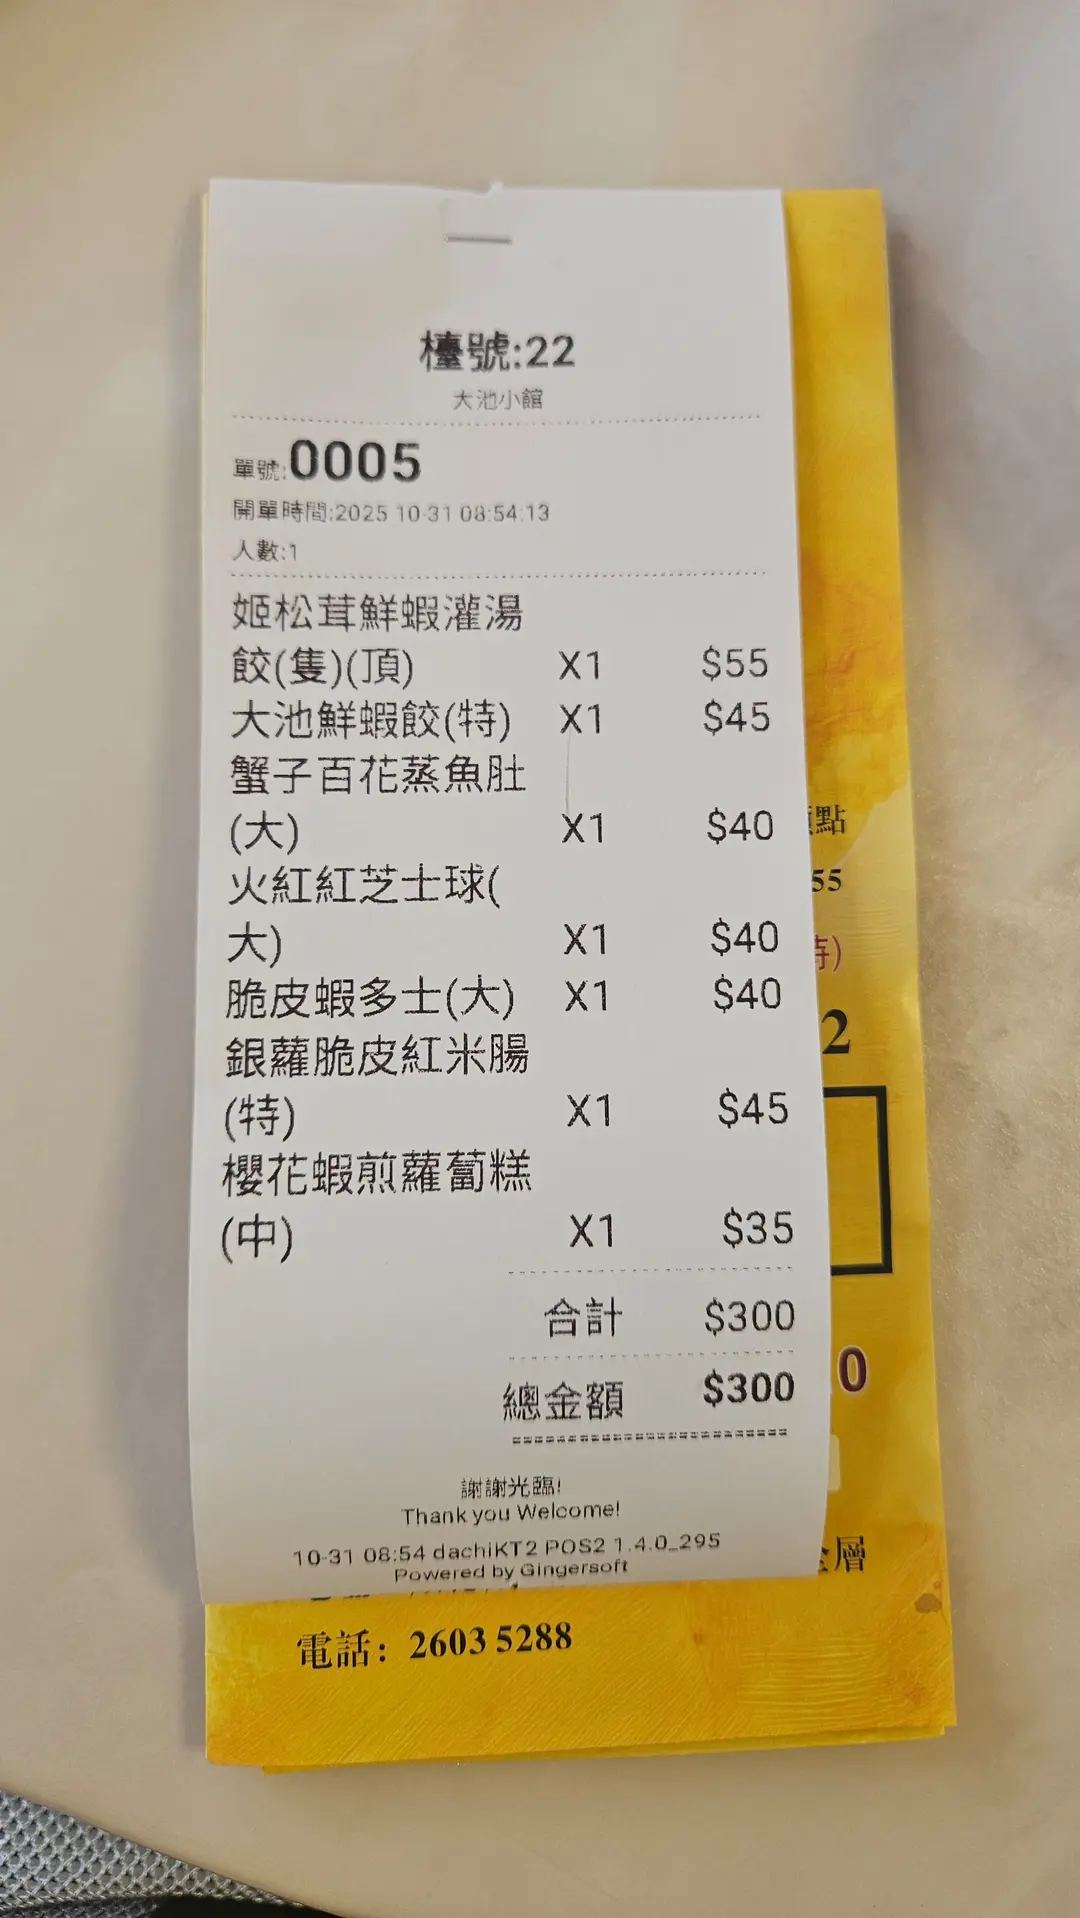 檯號:22
大池小館
單號:0005
開單時間:2025 10-31 08:54:13
人數:1
姬松茸鮮蝦灌湯
餃(隻)(頂) X1 $55
大池鮮蝦餃(特) X1 $45
蟹子百花蒸魚肚
(大) X1 $40
火紅紅芝士球(
大) X1 $40
脆皮蝦多士(大) X1 $40
銀蘿脆皮紅米腸
(特) X1 $45
櫻花蝦煎蘿蔔糕
(中) X1 $35
合計 $300
總金額 $300
謝謝光臨!
Thank you Welcome!
10-31 08:54 dachiKT2 POS2 1.4.0_295
Powered by Gingersoft
點
55
2
0
層
電話：2603 5288